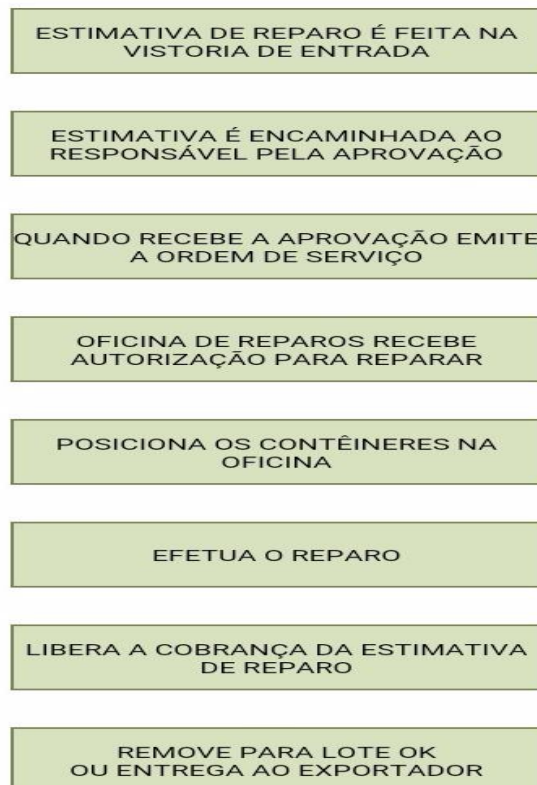 ESTIMATIVA DE REPARO É FEITA NA
VISTORIA DE ENTRADA
ESTIMATIVA É ENCAMINHADA AO
RESPONSÁVEL PELA APROVAÇÃO
QUANDO RECEBE A APROVAÇÃO EMITE
A ORDEM DE SERVIÇO
OFICINA DE REPAROS RECEBE
AUTORIZAÇÃO PARA REPARAR
POSICIONA OS CONTÊINERES NA
OFICINA
EFETUA O REPARO
LIBERA A COBRANÇA DA ESTIMATIVA
DE REPARO
REMOVE PARA LOTE OK
OU ENTREGA AO EXPORTADOR